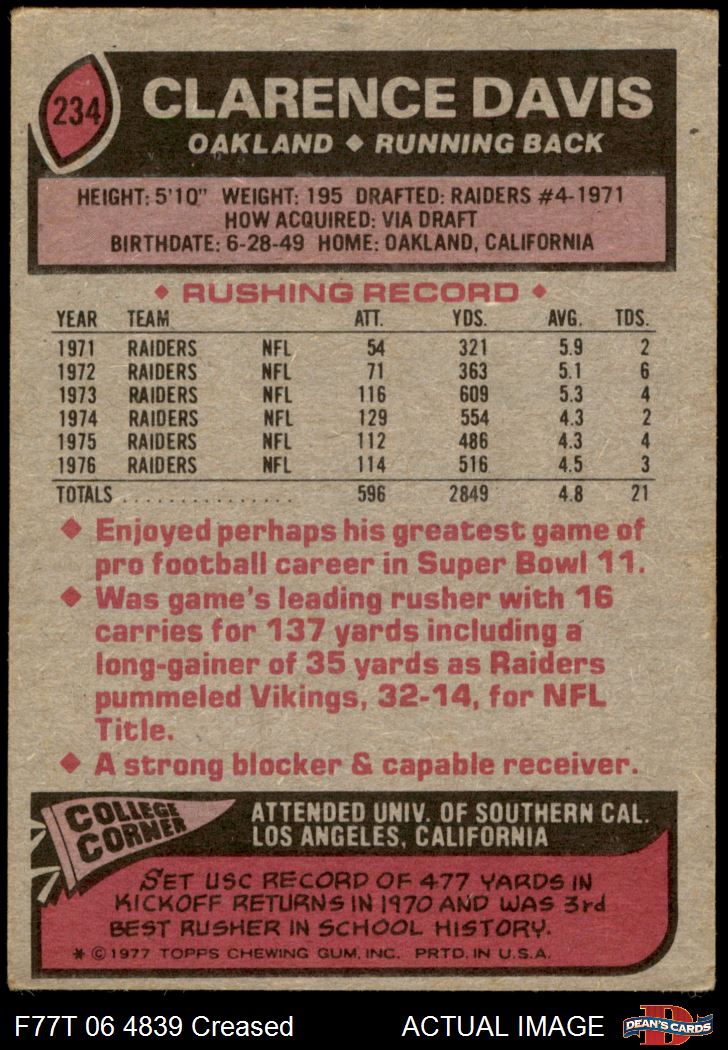 234
CLARENCE DAVIS
OAKLAND ◆ RUNNING BACK
HEIGHT: 5'10" WEIGHT: 195 DRAFTED: RAIDERS #4-1971
HOW ACQUIRED: VIA DRAFT
BIRTHDATE: 6-28-49 HOME: OAKLAND, CALIFORNIA
◆ RUSHING RECORD ◆
YEAR TEAM ATT. YDS. AVG. TDS.
1971 RAIDERS NFL 54 321 5.9 2
1972 RAIDERS NFL 71 363 5.1 6
1973 RAIDERS NFL 116 609 5.3 4
1974 RAIDERS NFL 129 554 4.3 2
1975 RAIDERS NFL 112 486 4.3 4
1976 RAIDERS NFL 114 516 4.5 3
TOTALS . . . . . . . . . . . . . . . 596 2849 4.8 21
◆ Enjoyed perhaps his greatest game of
pro football career in Super Bowl 11.
◆ Was game's leading rusher with 16
carries for 137 yards including a
long-gainer of 35 yards as Raiders
pummeled Vikings, 32-14, for NFL
Title.
◆ A strong blocker & capable receiver.
COLLEGE
CORNER
ATTENDED UNIV. OF SOUTHERN CAL.
LOS ANGELES, CALIFORNIA
SET USC RECORD OF 477 YARDS IN
KICKOFF RETURNS IN 1970 AND WAS 3rd
BEST RUSHER IN SCHOOL HISTORY.
* © 1977 TOPPS CHEWING GUM, INC. PRTD. IN U.S.A.
F77T 06 4839 Creased
ACTUAL IMAGE
D
DEAN'S CARDS